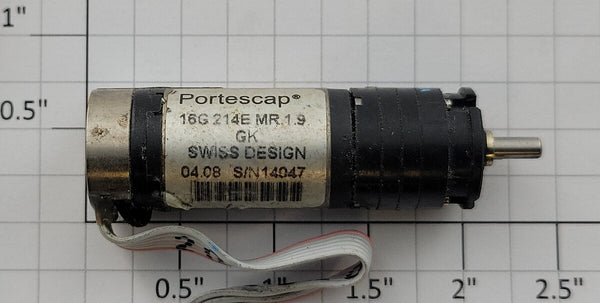 1"
0.5"
Portescap®
16G 214E MR.1.9
GK
SWISS DESIGN
04.08 S/N14047
0.5"
1"
1.5"
2"
2.5"